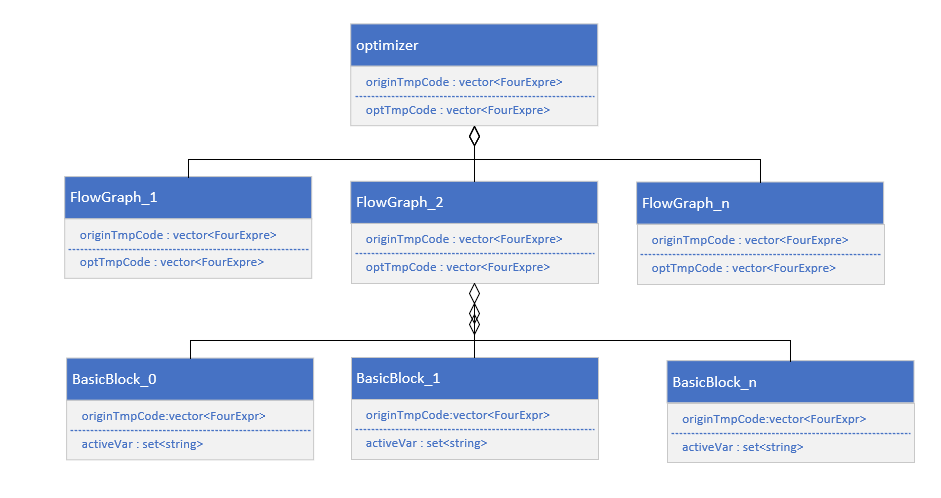 optimizer
originTmpCode : vector<FourExpre>
optTmpCode : vector<FourExpre>
FlowGraph_1
originTmpCode : vector<FourExpre>
optTmpCode : vector<FourExpre>
FlowGraph_2
originTmpCode : vector<FourExpre>
optTmpCode : vector<FourExpre>
FlowGraph_n
originTmpCode : vector<FourExpre>
optTmpCode : vector<FourExpre>
BasicBlock_0
originTmpCode:vector<FourExpr>
activeVar : set<string>
BasicBlock_1
originTmpCode:vector<FourExpr>
activeVar : set<string>
BasicBlock_n
originTmpCode:vector<FourExpr>
activeVar : set<string>